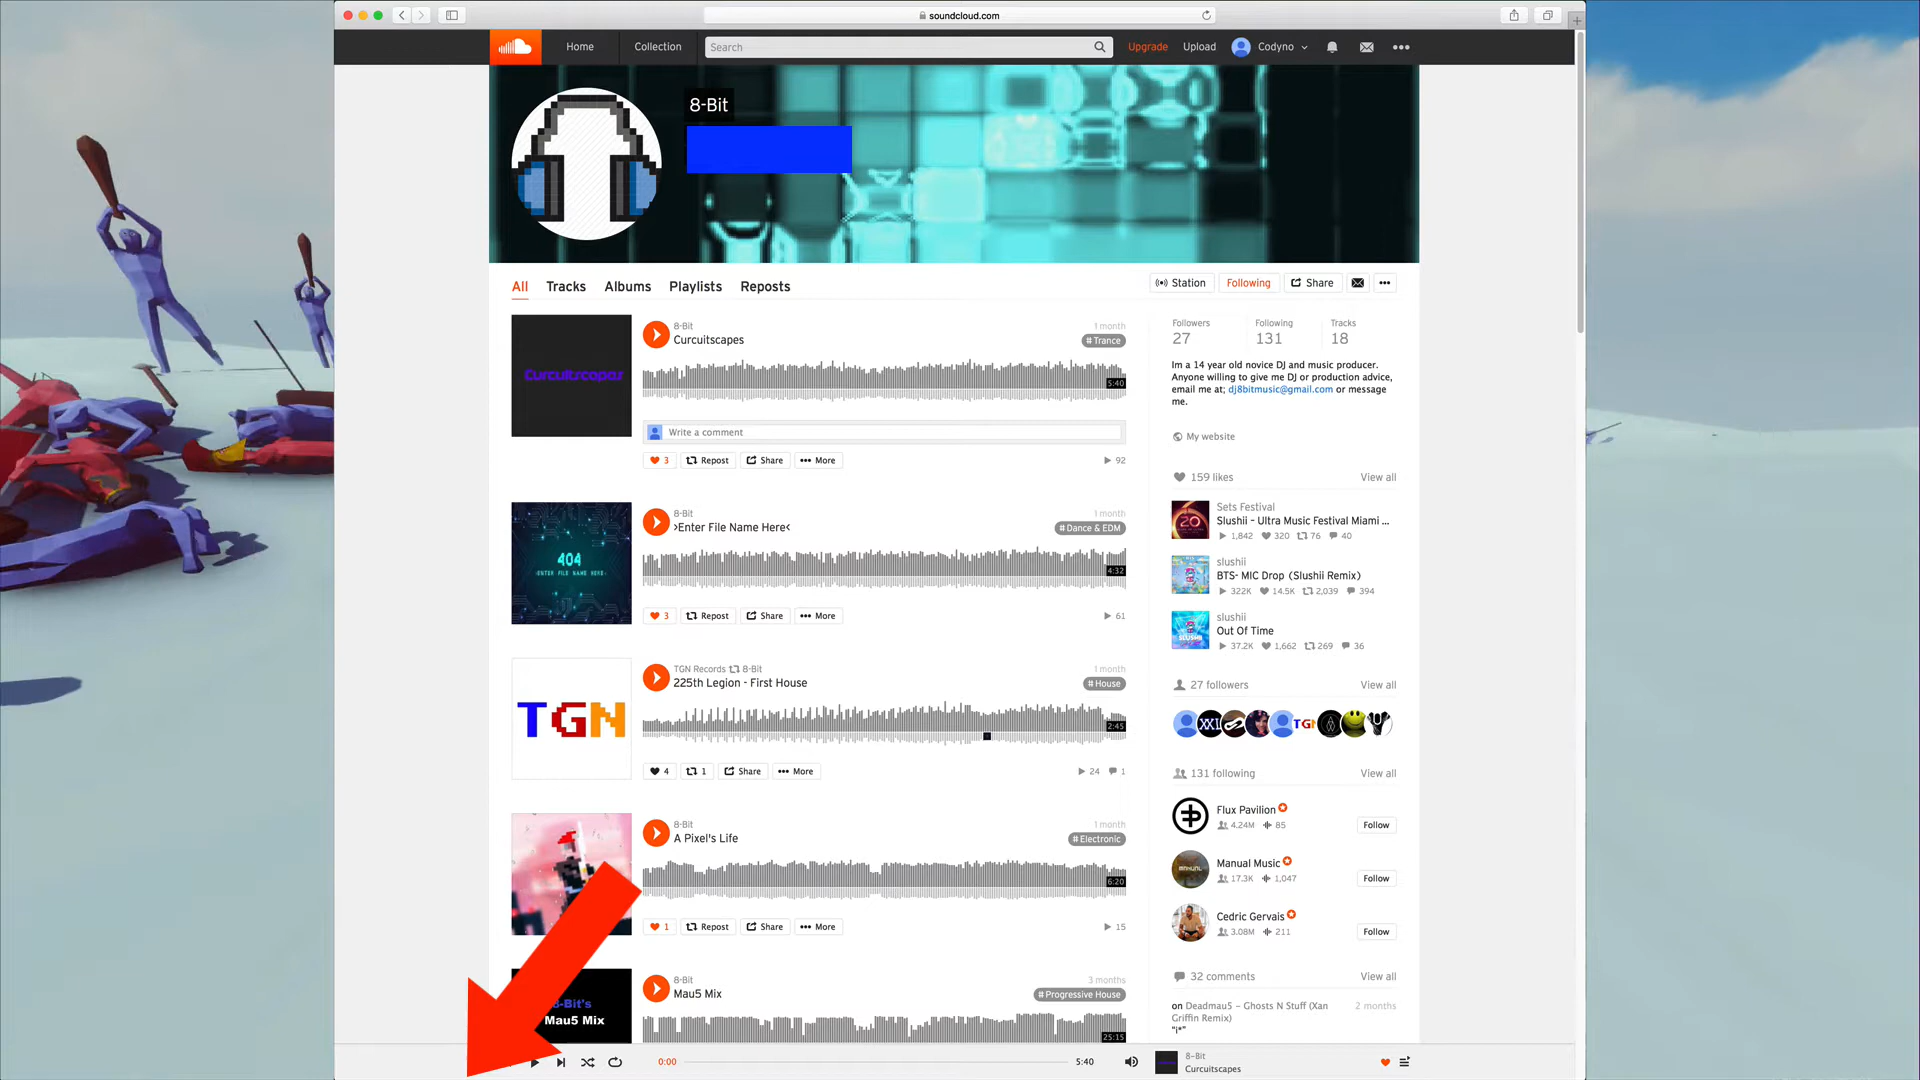 soundcloud.com
Home
Collection
Search
Upgrade
Upload
Codyno
8-Bit
All
Tracks
Albums
Playlists
Reposts
Station
Following
Share
8-Bit
Curcuitscapes
1 month
# Trance
Curcuitscapes
5:40
Write a comment
3
Repost
Share
More
92
8-Bit
>Enter File Name Here<
1 month
# Dance & EDM
404
-ENTER FILE NAME HERE-
4:32
3
Repost
Share
More
61
TGN Records 8-Bit
225th Legion - First House
1 month
# House
TGN
2:45
4
1
Share
More
24
1
8-Bit
A Pixel's Life
1 month
# Electronic
6:20
1
Repost
Share
More
15
8-Bit
Mau5 Mix
3 months
# Progressive House
8-Bit's
Mau5 Mix
25:15
Followers
27
Following
131
Tracks
18
Im a 14 year old novice DJ and music producer.
Anyone willing to give me DJ or production advice,
email me at; dj8bitmusic@gmail.com or message
me.
My website
159 likes
View all
Sets Festival
Slushii - Ultra Music Festival Miami ...
1,842 320 76 40
slushii
BTS- MIC Drop (Slushii Remix)
322K 14.5K 2,039 394
slushii
Out Of Time
37.2K 1,662 269 36
27 followers
View all
XXL
TGN
131 following
View all
Flux Pavilion
4.24M 85
Follow
Manual Music
17.3K 1,047
Follow
Cedric Gervais
3.08M 211
Follow
32 comments
View all
on Deadmau5 - Ghosts N Stuff (Xan
Griffin Remix)
2 months
0:00
5:40
8-Bit
Curcuitscapes